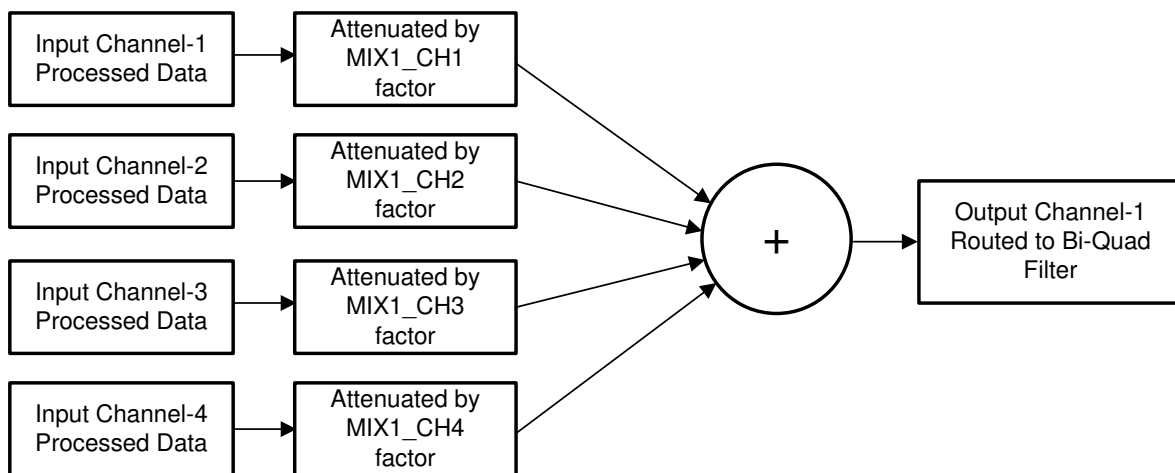 Input Channel-1
Processed Data
Attenuated by
MIX1_CH1
factor
Input Channel-2
Processed Data
Attenuated by
MIX1_CH2
factor
Input Channel-3
Processed Data
Attenuated by
MIX1_CH3
factor
Input Channel-4
Processed Data
Attenuated by
MIX1_CH4
factor
+
Output Channel-1
Routed to Bi-Quad
Filter